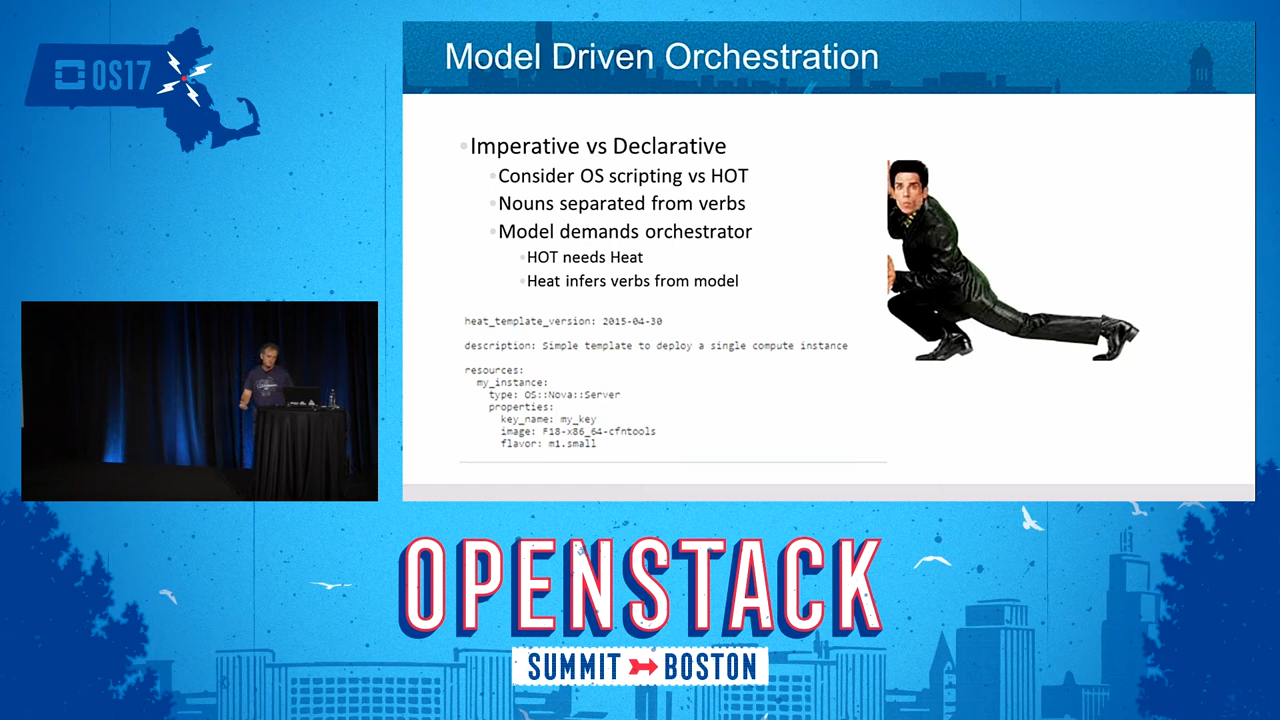 OS17
Model Driven Orchestration
Imperative vs Declarative
Consider OS scripting vs HOT
Nouns separated from verbs
Model demands orchestrator
HOT needs Heat
Heat infers verbs from model
heat_template_version: 2015-04-30
description: Simple template to deploy a single compute instance
resources:
my_instance:
type: OS::Nova::Server
properties:
key_name: my_key
image: F18-x86_64-cfntools
flavor: m1.small
OPENSTACK
SUMMIT BOSTON